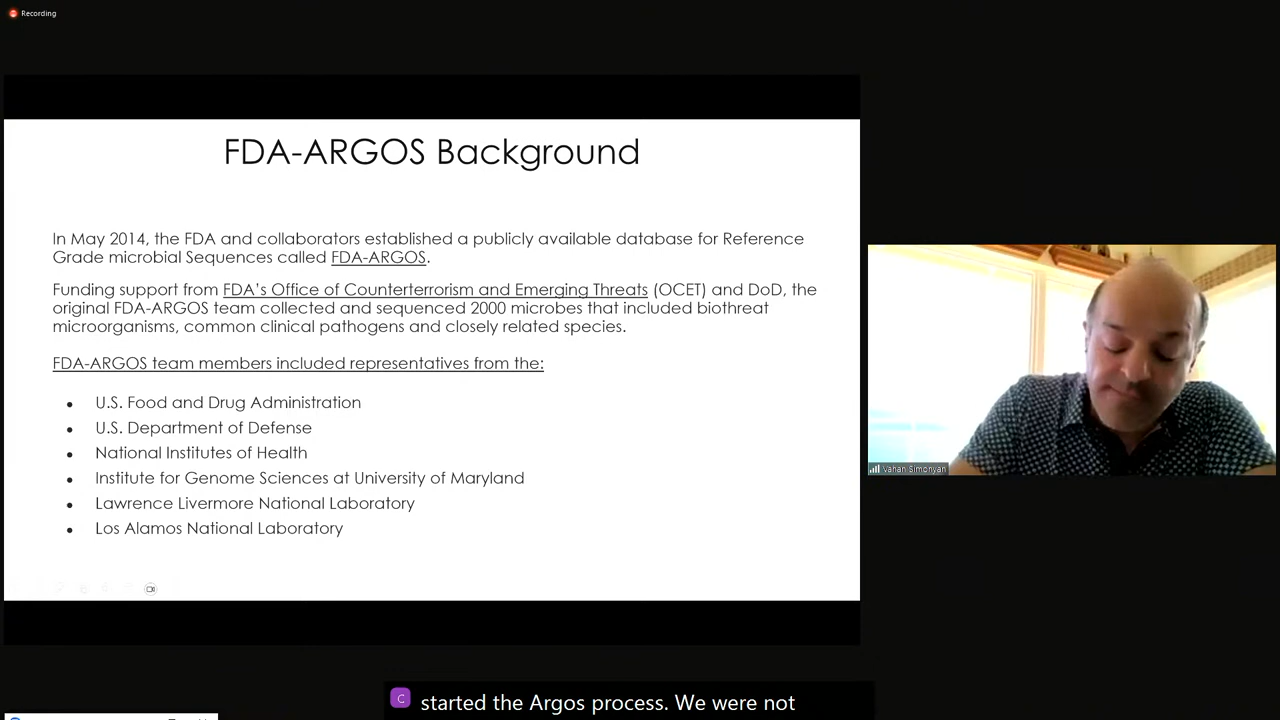 Recording
FDA-ARGOS Background
In May 2014, the FDA and collaborators established a publicly available database for Reference
Grade microbial Sequences called FDA-ARGOS.
Funding support from FDA's Office of Counterterrorism and Emerging Threats (OCET) and DoD, the
original FDA-ARGOS team collected and sequenced 2000 microbes that included biothreat
microorganisms, common clinical pathogens and closely related species.
FDA-ARGOS team members included representatives from the:
• U.S. Food and Drug Administration
• U.S. Department of Defense
• National Institutes of Health
• Institute for Genome Sciences at University of Maryland
• Lawrence Livermore National Laboratory
• Los Alamos National Laboratory
Vahan Simonyan
C started the Argos process. We were not